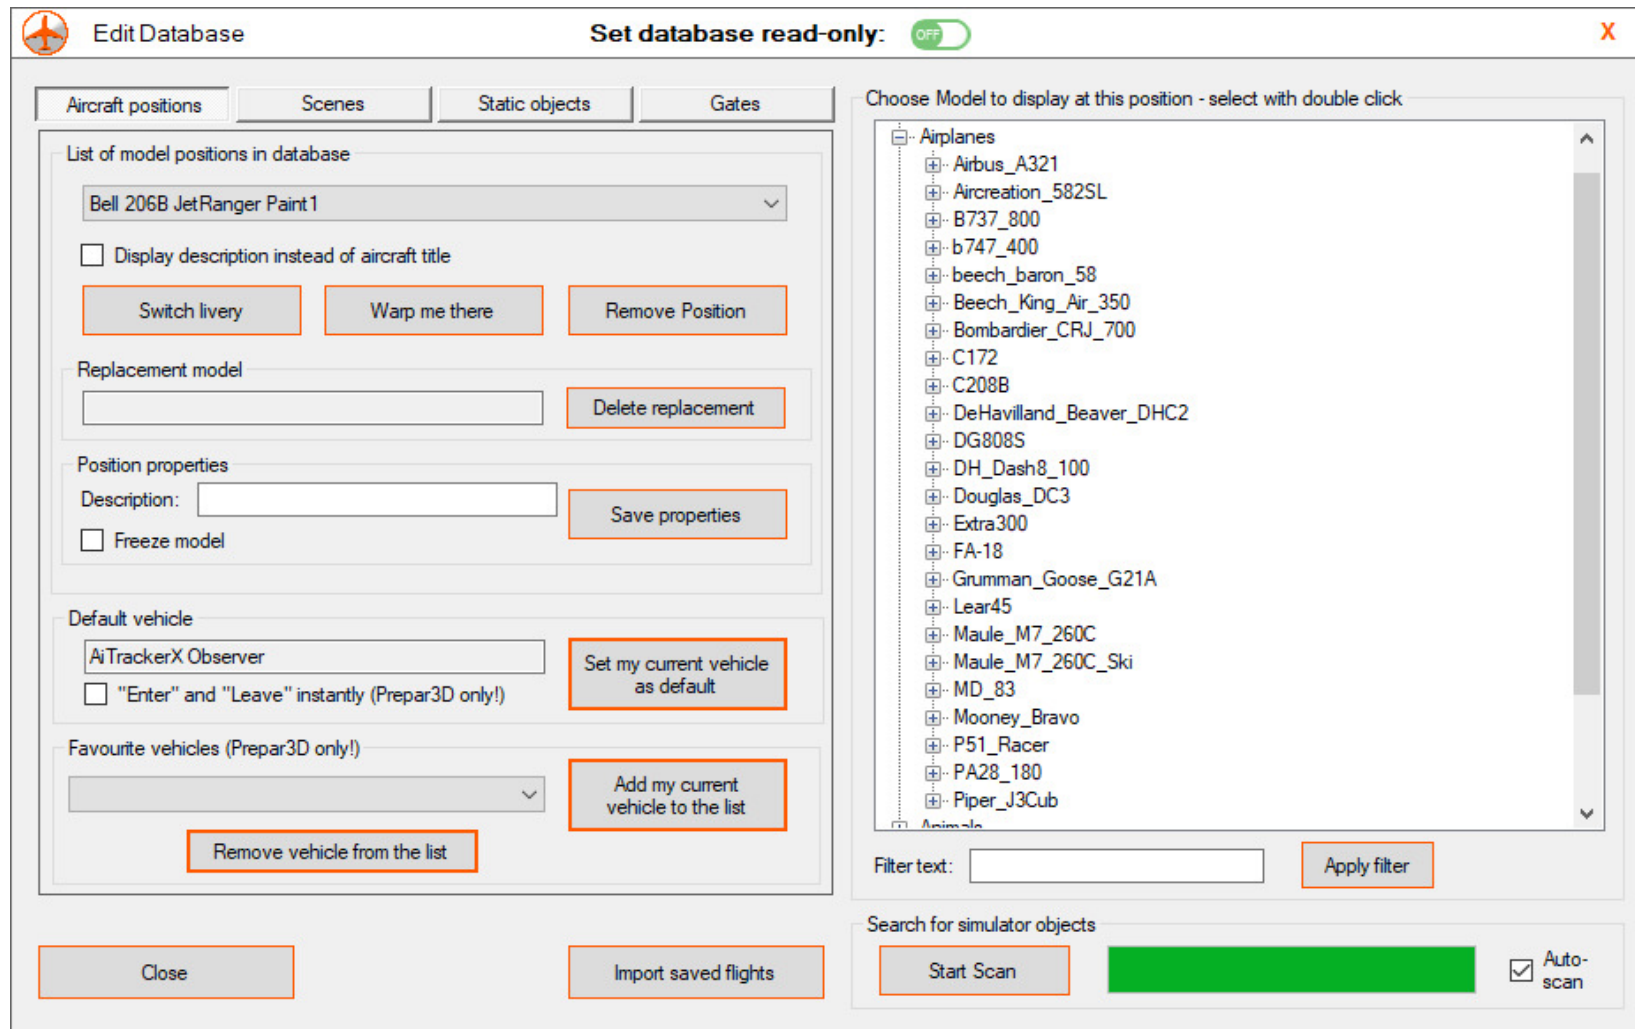 Edit Database
Set database read-only:
OFF
X
Aircraft positions
Scenes
Static objects
Gates
List of model positions in database
Bell 206B JetRanger Paint1
Display description instead of aircraft title
Switch livery
Warp me there
Remove Position
Replacement model
Delete replacement
Position properties
Description:
Save properties
Freeze model
Default vehicle
AiTrackerX Observer
Set my current vehicle
as default
"Enter" and "Leave" instantly (Prepar3D only!)
Favourite vehicles (Prepar3D only!)
Add my current
vehicle to the list
Remove vehicle from the list
Close
Import saved flights
Choose Model to display at this position - select with double click
Airplanes
Airbus_A321
Aircreation_582SL
B737_800
b747_400
beech_baron_58
Beech_King_Air_350
Bombardier_CRJ_700
C172
C208B
DeHavilland_Beaver_DHC2
DG808S
DH_Dash8_100
Douglas_DC3
Extra300
FA-18
Grumman_Goose_G21A
Lear45
Maule_M7_260C
Maule_M7_260C_Ski
MD_83
Mooney_Bravo
P51_Racer
PA28_180
Piper_J3Cub
Animals
Filter text:
Apply filter
Search for simulator objects
Start Scan
Auto-
scan